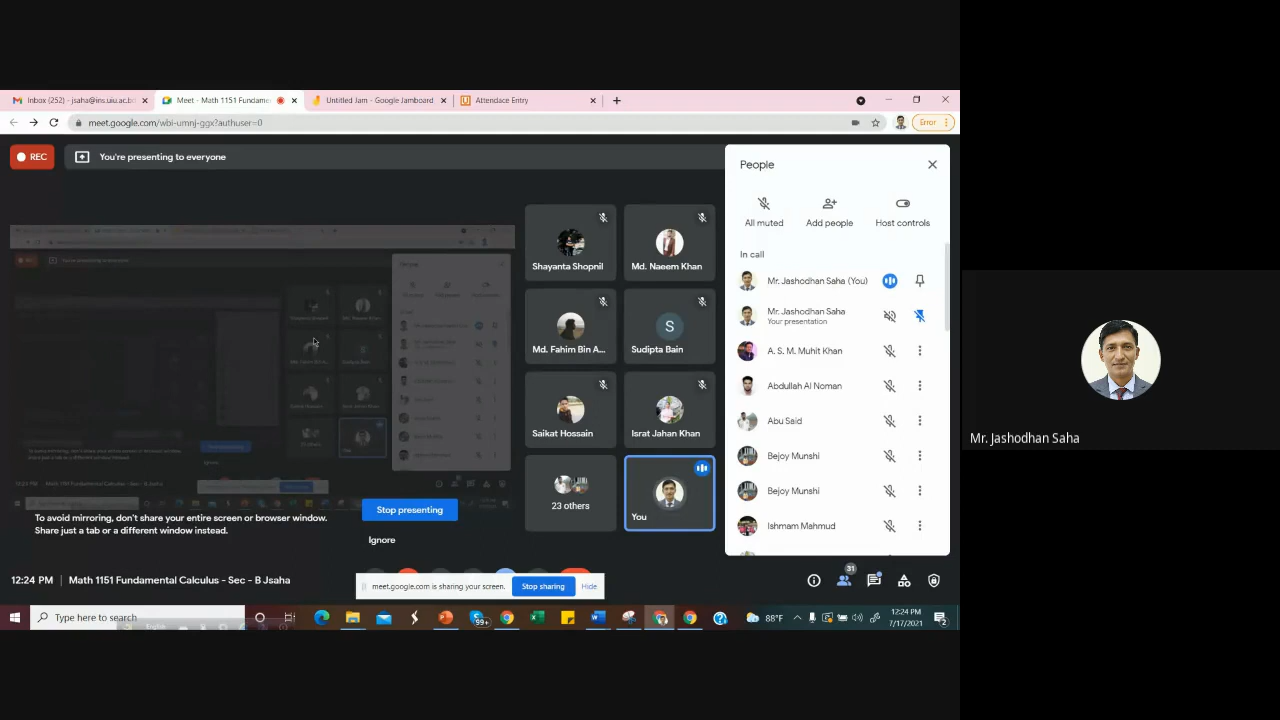 Inbox (252) - jsaha@ins.uiu.ac.b
Meet - Math 1151 Fundame
Untitled Jam - Google Jamboard
Attendace Entry
meet.google.com/wbi-umnj-ggx?authuser=0
Error
REC
You're presenting to everyone
People
All muted
Add people
Host controls
In call
Mr. Jashodhan Saha (You)
Mr. Jashodhan Saha
Your presentation
A. S. M. Muhit Khan
Abdullah Al Noman
Abu Said
Bejoy Munshi
Bejoy Munshi
Ishmam Mahmud
Shayanta Shopnil
Md. Naeem Khan
Md. Fahim Bin A...
S
Sudipta Bain
Saikat Hossain
Israt Jahan Khan
23 others
You
To avoid mirroring, don't share your entire screen or browser window.
Share just a tab or a different window instead.
Stop presenting
Ignore
12:24 PM | Math 1151 Fundamental Calculus - Sec - B Jsaha
meet.google.com is sharing your screen.
Stop sharing
Hide
31
Type here to search
99+
88°F
12:24 PM
7/17/2021
2
Mr. Jashodhan Saha